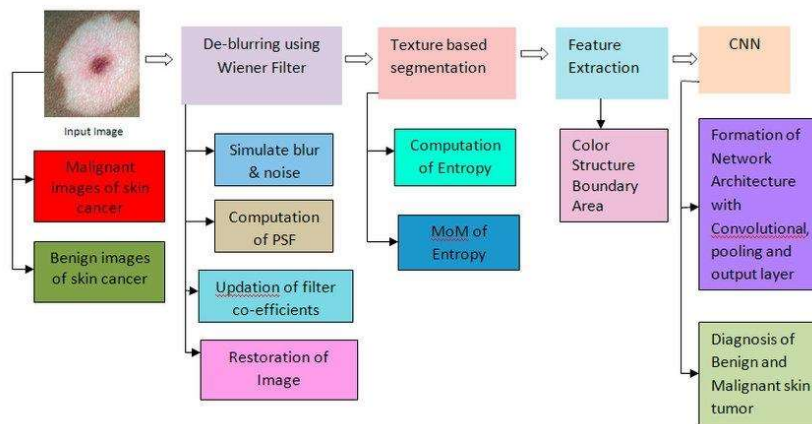 Input Image
Malignant
Images of skin
cancer
Benign images
of skin cancer
De-blurring using
Wiener Filter
Simulate blur
& noise
Computation
of PSF
Updation of filter
co-efficients
Restoration of
Image
Texture based
segmentation
Computation
of Entropy
MoM of
Entropy
Feature
Extraction
Color
Structure
Boundary
Area
CNN
Formation of
Network
Architecture
with
Convolutional,
pooling and
output layer
Diagnosis of
Benign and
Malignant skin
tumor